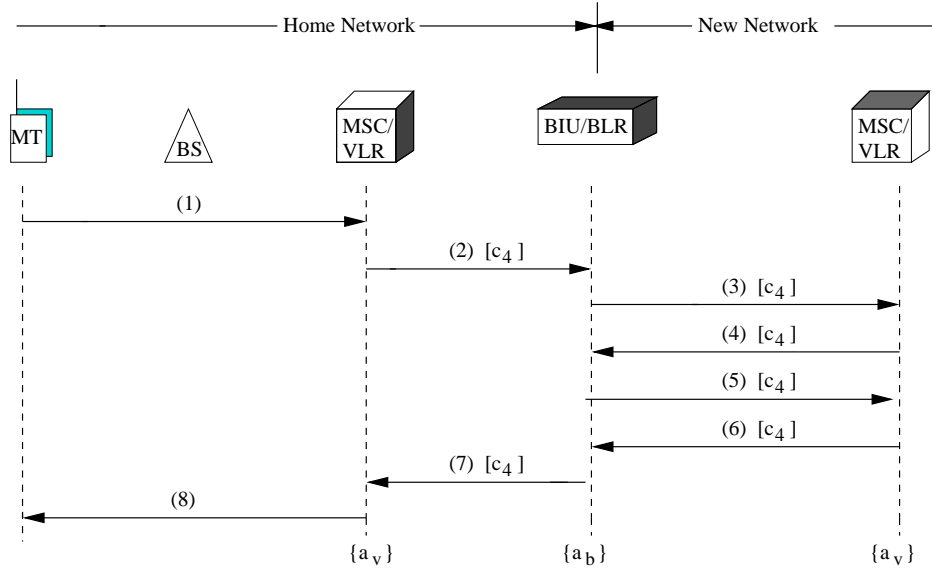 Home Network
New Network
MT
BS
MSC/
VLR
BIU/BLR
MSC/
VLR
(1)
(2) [c₄]
(3) [c₄]
(4) [c₄]
(5) [c₄]
(6) [c₄]
(7) [c₄]
(8)
{aᵥ}
{a_b}
{aᵥ}